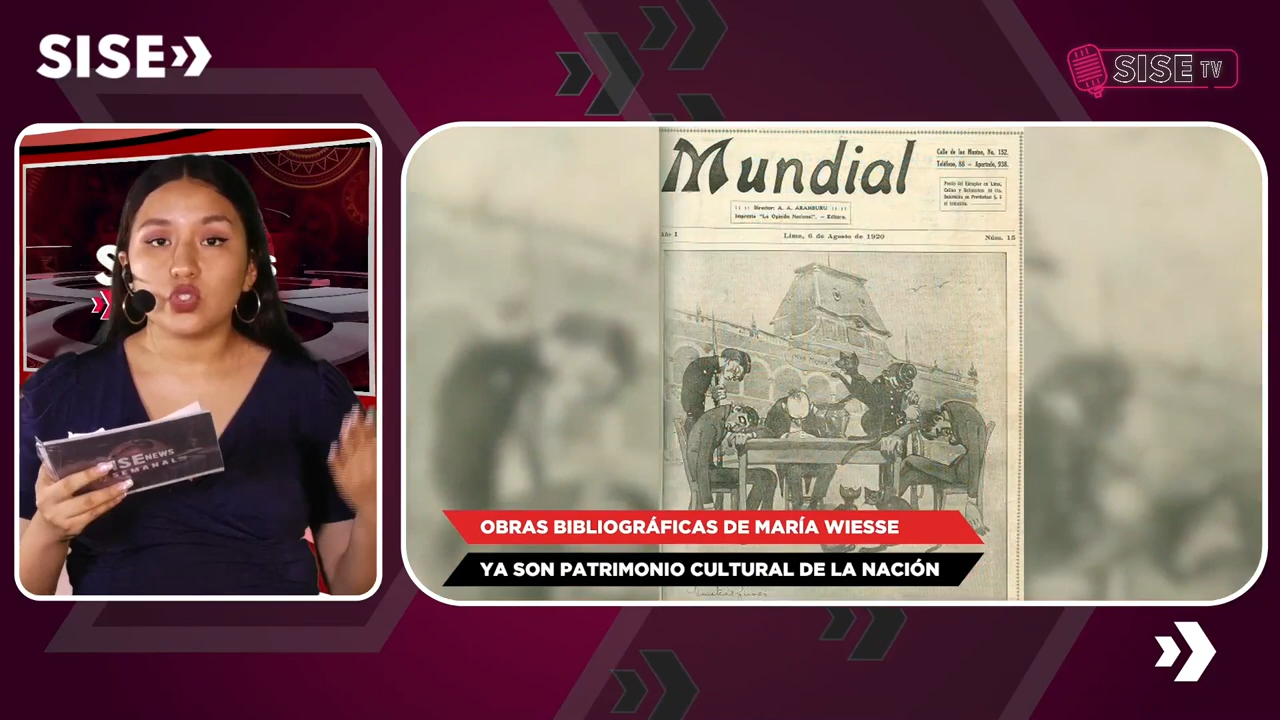 SISE
SISE TV
SISE NEWS
SEMANAL
Mundial
Calle de las Mantas, No. 152.
Teléfono, 86 — Apartado, 938.
Director: A. A. ARAMBURU
Imprenta "La Opinión Nacional". — Editora.
Año I
Lima, 6 de Agosto de 1920
Núm. 15
OBRAS BIBLIOGRÁFICAS DE MARÍA WIESSE
YA SON PATRIMONIO CULTURAL DE LA NACIÓN